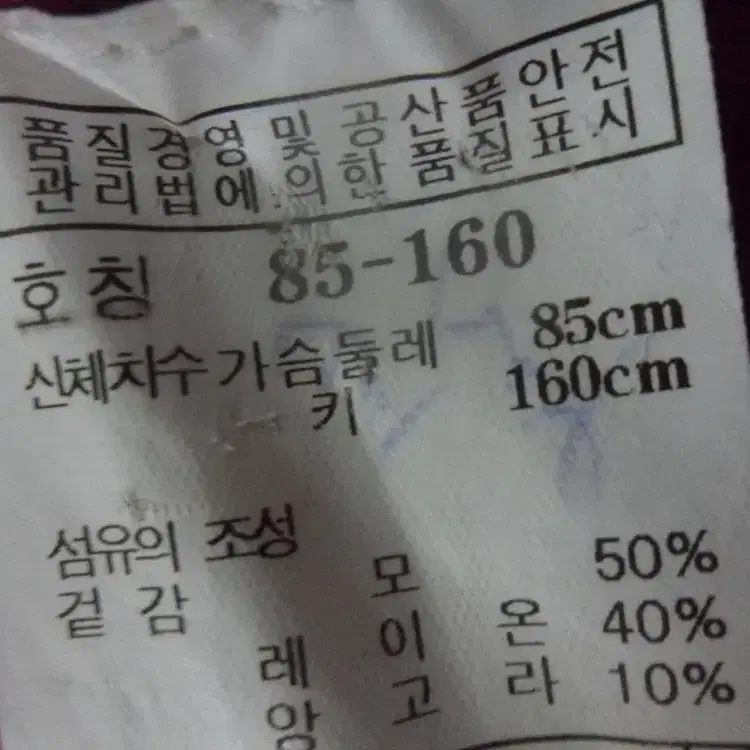 품질경영 및 공산품안전
관리법에 의한 품질표시
호칭 85-160
신체치수 가슴둘레 85cm
키 160cm
섬유의 조성
겉감 모 50%
레이온 40%
앙고라 10%